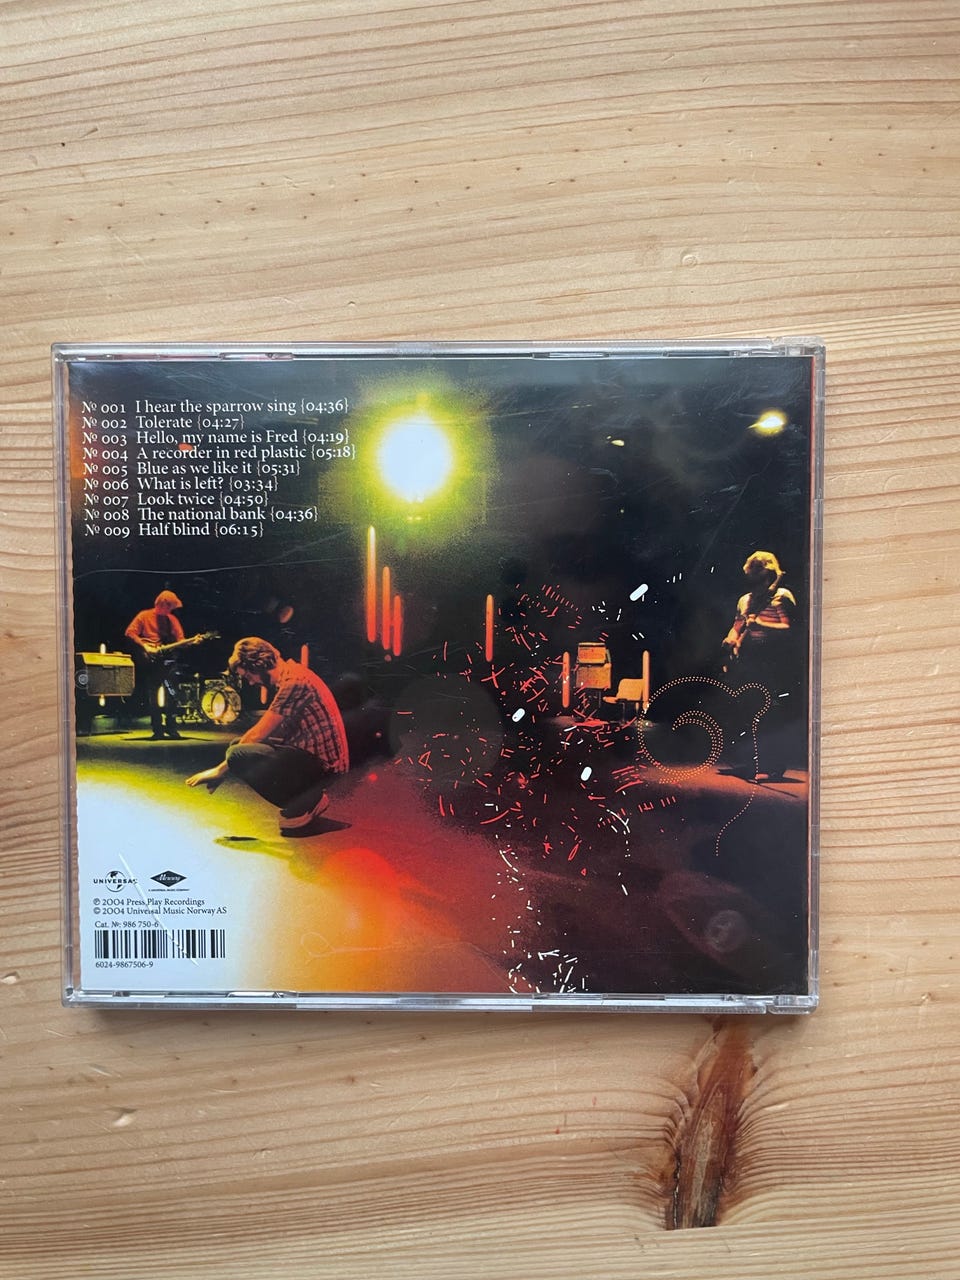 № 001 I hear the sparrow sing {04:36}
№ 002 Tolerate {04:27}
№ 003 Hello, my name is Fred {04:19}
№ 004 A recorder in red plastic {05:18}
№ 005 Blue as we like it {05:31}
№ 006 What is left? {03:34}
№ 007 Look twice {04:50}
№ 008 The national bank {04:36}
№ 009 Half blind {06:15}
UNIVERSAL
Mercury
A UNIVERSAL MUSIC COMPANY
℗ 2004 Press Play Recordings
© 2004 Universal Music Norway AS
Cat. №: 986 750-6
6024-9867506-9